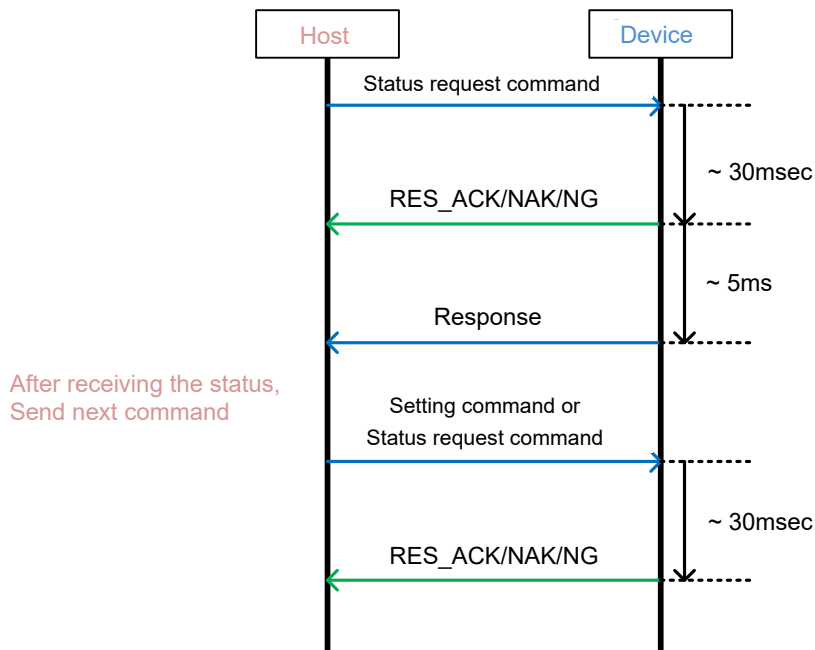 Host
Device
Status request command
~ 30msec
RES_ACK/NAK/NG
~ 5ms
Response
After receiving the status,
Send next command
Setting command or
Status request command
~ 30msec
RES_ACK/NAK/NG